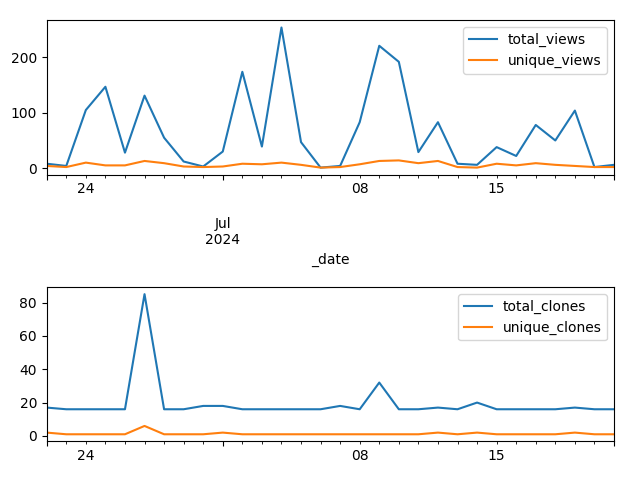 total_views
unique_views
200
100
0
24
08
15
Jul
2024
_date
total_clones
unique_clones
80
60
40
20
0
24
08
15